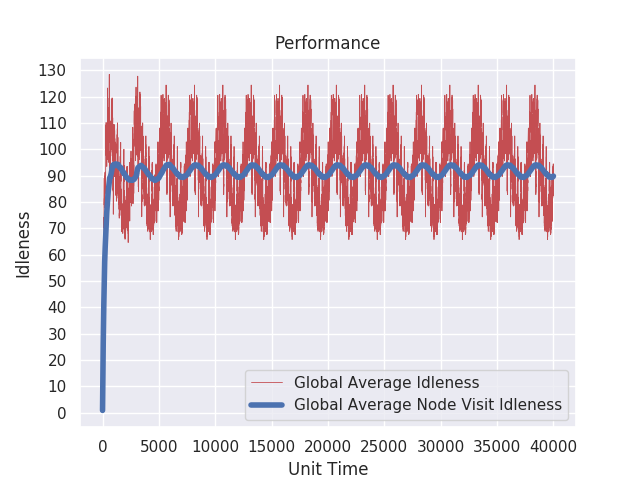 Performance
130
120
110
100
90
80
70
60
50
40
30
20
10
0
Idleness
0 5000 10000 15000 20000 25000 30000 35000 40000
Unit Time
Global Average Idleness
Global Average Node Visit Idleness